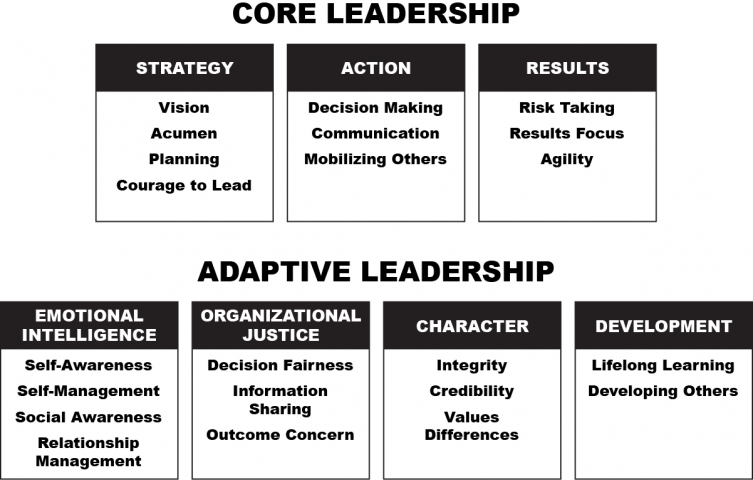 CORE LEADERSHIP
STRATEGY
Vision
Acumen
Planning
Courage to Lead
ACTION
Decision Making
Communication
Mobilizing Others
RESULTS
Risk Taking
Results Focus
Agility
ADAPTIVE LEADERSHIP
EMOTIONAL
INTELLIGENCE
Self-Awareness
Self-Management
Social Awareness
Relationship
Management
ORGANIZATIONAL
JUSTICE
Decision Fairness
Information
Sharing
Outcome Concern
CHARACTER
Integrity
Credibility
Values
Differences
DEVELOPMENT
Lifelong Learning
Developing Others